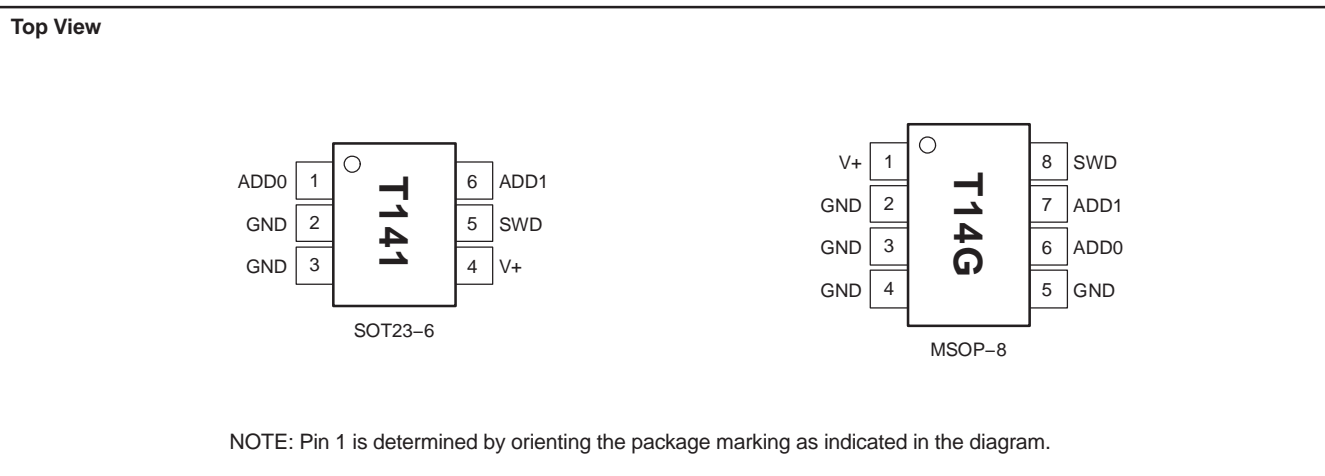 Top View
ADD0 1 T141 6 ADD1
GND 2 5 SWD
GND 3 4 V+
SOT23−6
V+ 1 T14G 8 SWD
GND 2 7 ADD1
GND 3 6 ADD0
GND 4 5 GND
MSOP−8
NOTE: Pin 1 is determined by orienting the package marking as indicated in the diagram.